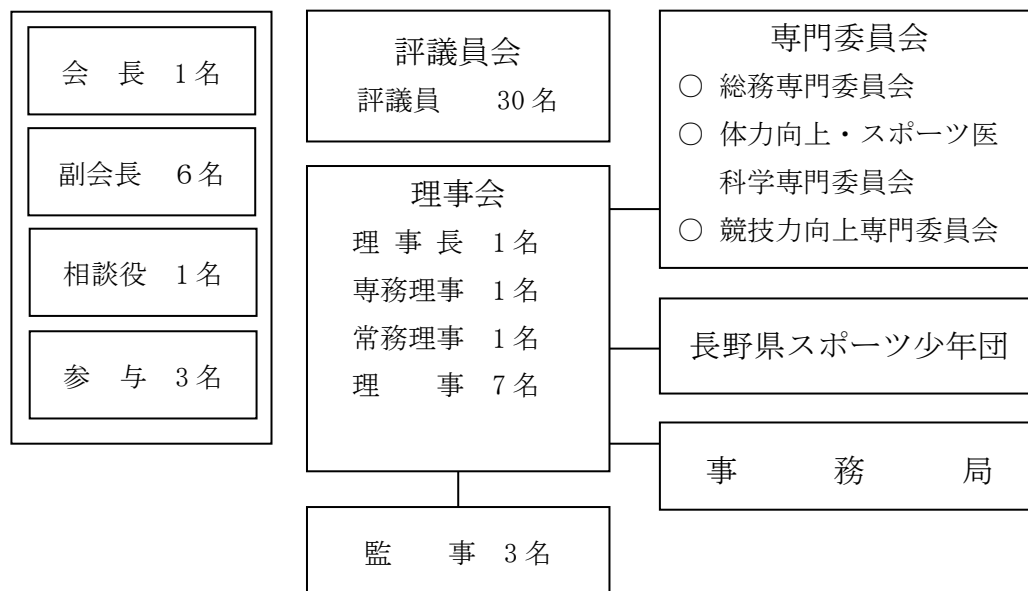 会　長　1名
副会長　6名
相談役　1名
参　与　3名
評議員会
評議員　　30名
理事会
理 事 長　1名
専務理事　1名
常務理事　1名
理　　事　7名
監　　事　3名
専門委員会
○ 総務専門委員会
○ 体力向上・スポーツ医
科学専門委員会
○ 競技力向上専門委員会
長野県スポーツ少年団
事　　務　　局